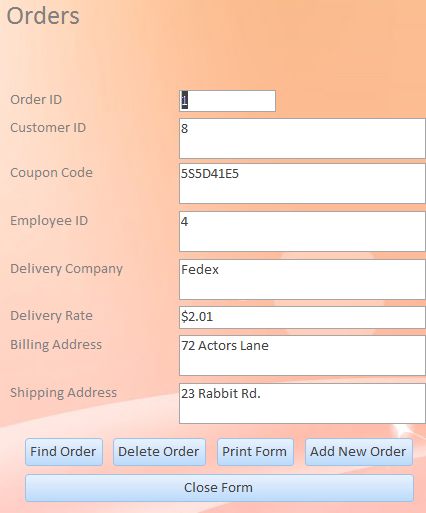 Orders
Order ID 1
Customer ID 8
Coupon Code 5S5D41E5
Employee ID 4
Delivery Company Fedex
Delivery Rate $2.01
Billing Address 72 Actors Lane
Shipping Address 23 Rabbit Rd.
Find Order Delete Order Print Form Add New Order
Close Form